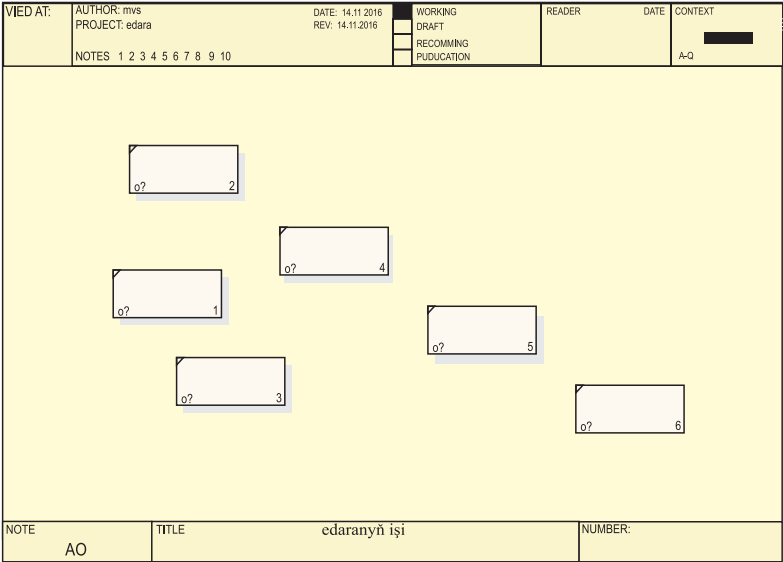 VIED AT:
AUTHOR: mvs
PROJECT: edara
DATE: 14.11 2016
REV: 14.11.2016
NOTES 1 2 3 4 5 6 7 8 9 10
WORKING
DRAFT
RECOMMING
PUDUCATION
READER DATE
CONTEXT
A-Q
o? 2
o? 4
o? 1
o? 5
o? 3
o? 6
NOTE
AO
TITLE
edaranyň işi
NUMBER: